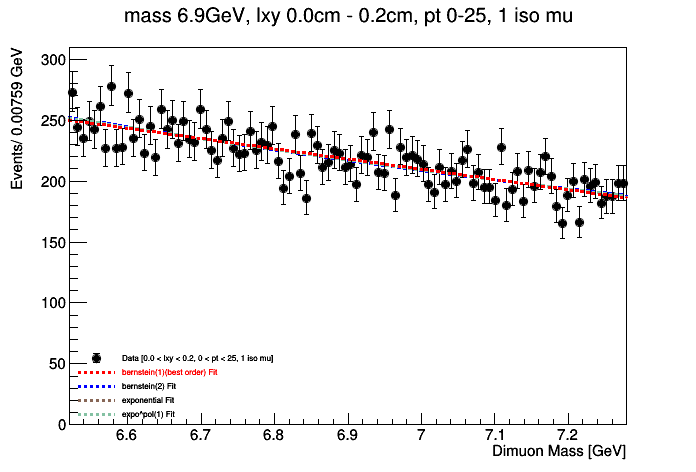 mass 6.9GeV, lxy 0.0cm - 0.2cm, pt 0-25, 1 iso mu
Events/ 0.00759 GeV
300
250
200
150
100
50
0
Data [0.0 < lxy < 0.2, 0 < pt < 25, 1 iso mu]
bernstein(1)(best order) Fit
bernstein(2) Fit
exponential Fit
expo^pol(1) Fit
6.6 6.7 6.8 6.9 7 7.1 7.2
Dimuon Mass [GeV]